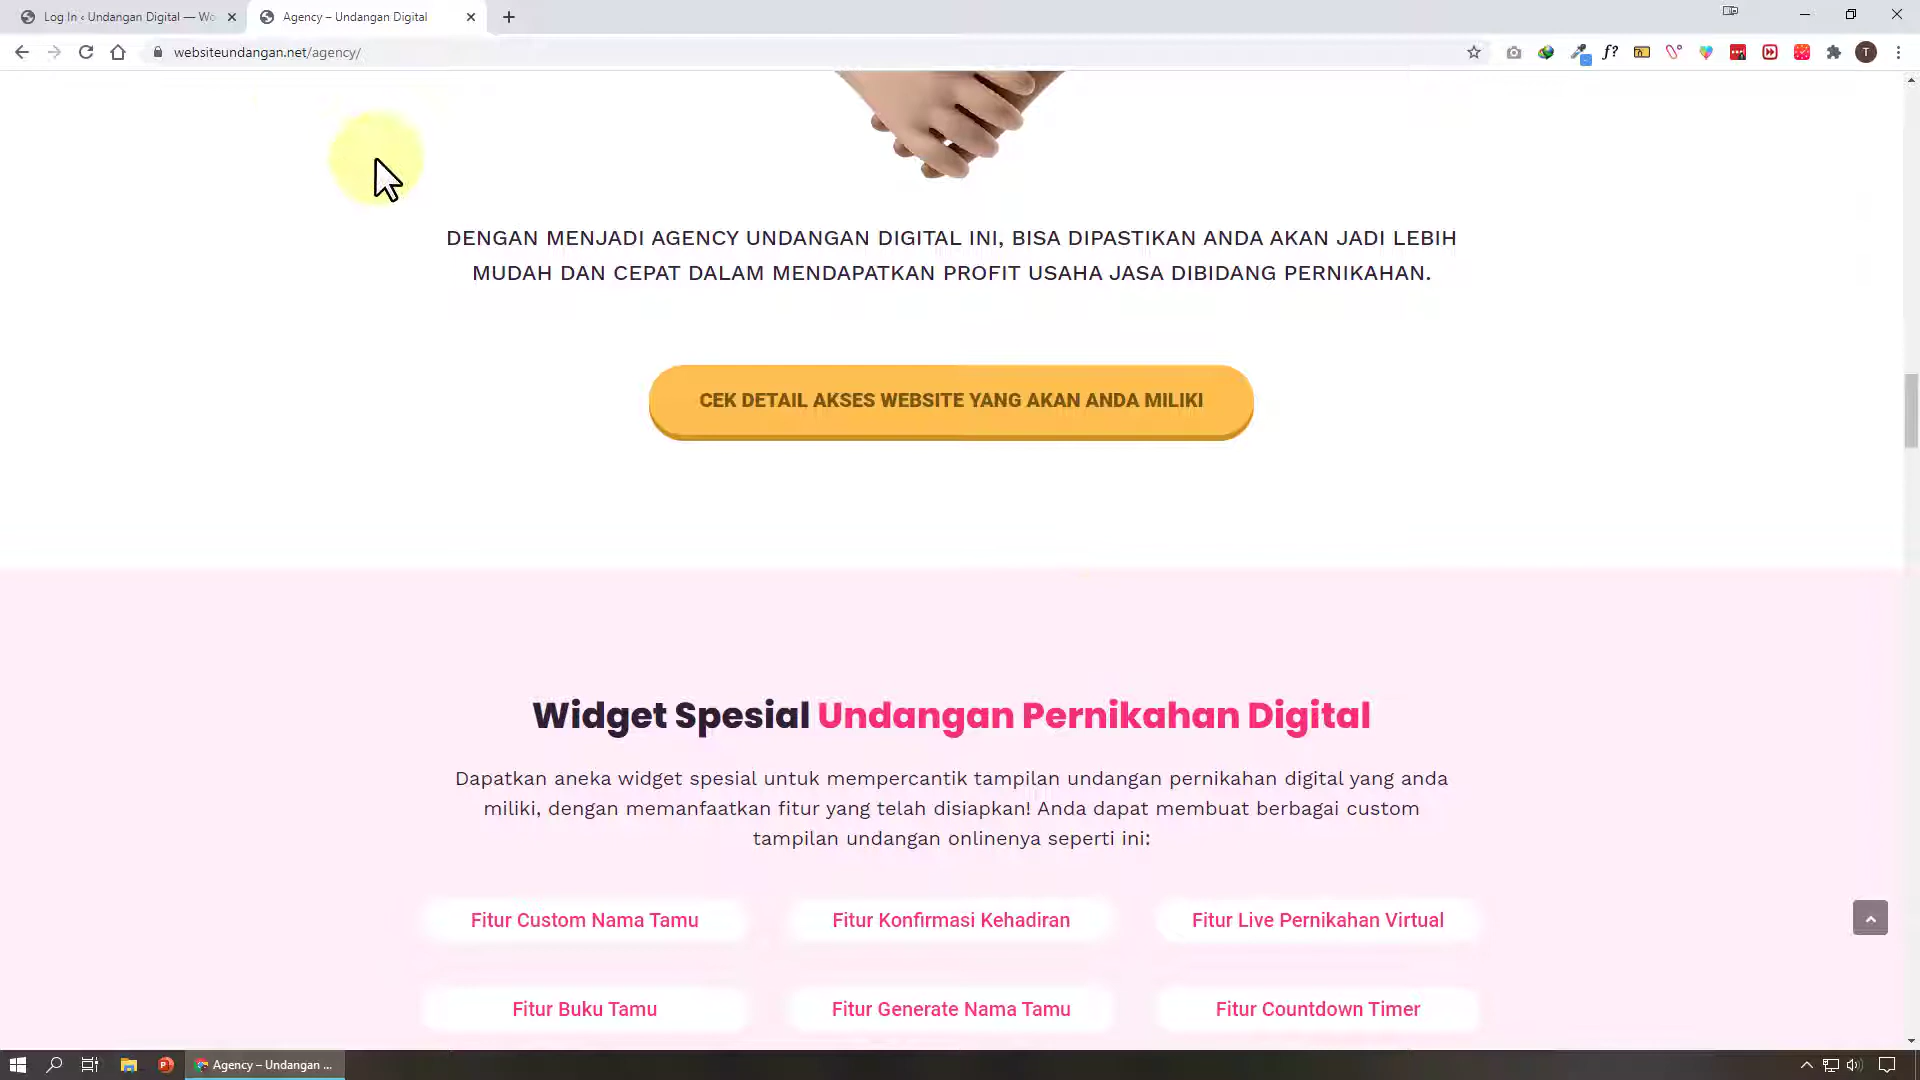 Log In ‹ Undangan Digital — Wo
Agency – Undangan Digital
websiteundangan.net/agency/
f?
T
DENGAN MENJADI AGENCY UNDANGAN DIGITAL INI, BISA DIPASTIKAN ANDA AKAN JADI LEBIH
MUDAH DAN CEPAT DALAM MENDAPATKAN PROFIT USAHA JASA DIBIDANG PERNIKAHAN.
CEK DETAIL AKSES WEBSITE YANG AKAN ANDA MILIKI
Widget Spesial Undangan Pernikahan Digital
Dapatkan aneka widget spesial untuk mempercantik tampilan undangan pernikahan digital yang anda
miliki, dengan memanfaatkan fitur yang telah disiapkan! Anda dapat membuat berbagai custom
tampilan undangan onlinenya seperti ini:
Fitur Custom Nama Tamu
Fitur Konfirmasi Kehadiran
Fitur Live Pernikahan Virtual
Fitur Buku Tamu
Fitur Generate Nama Tamu
Fitur Countdown Timer
Agency – Undangan ...